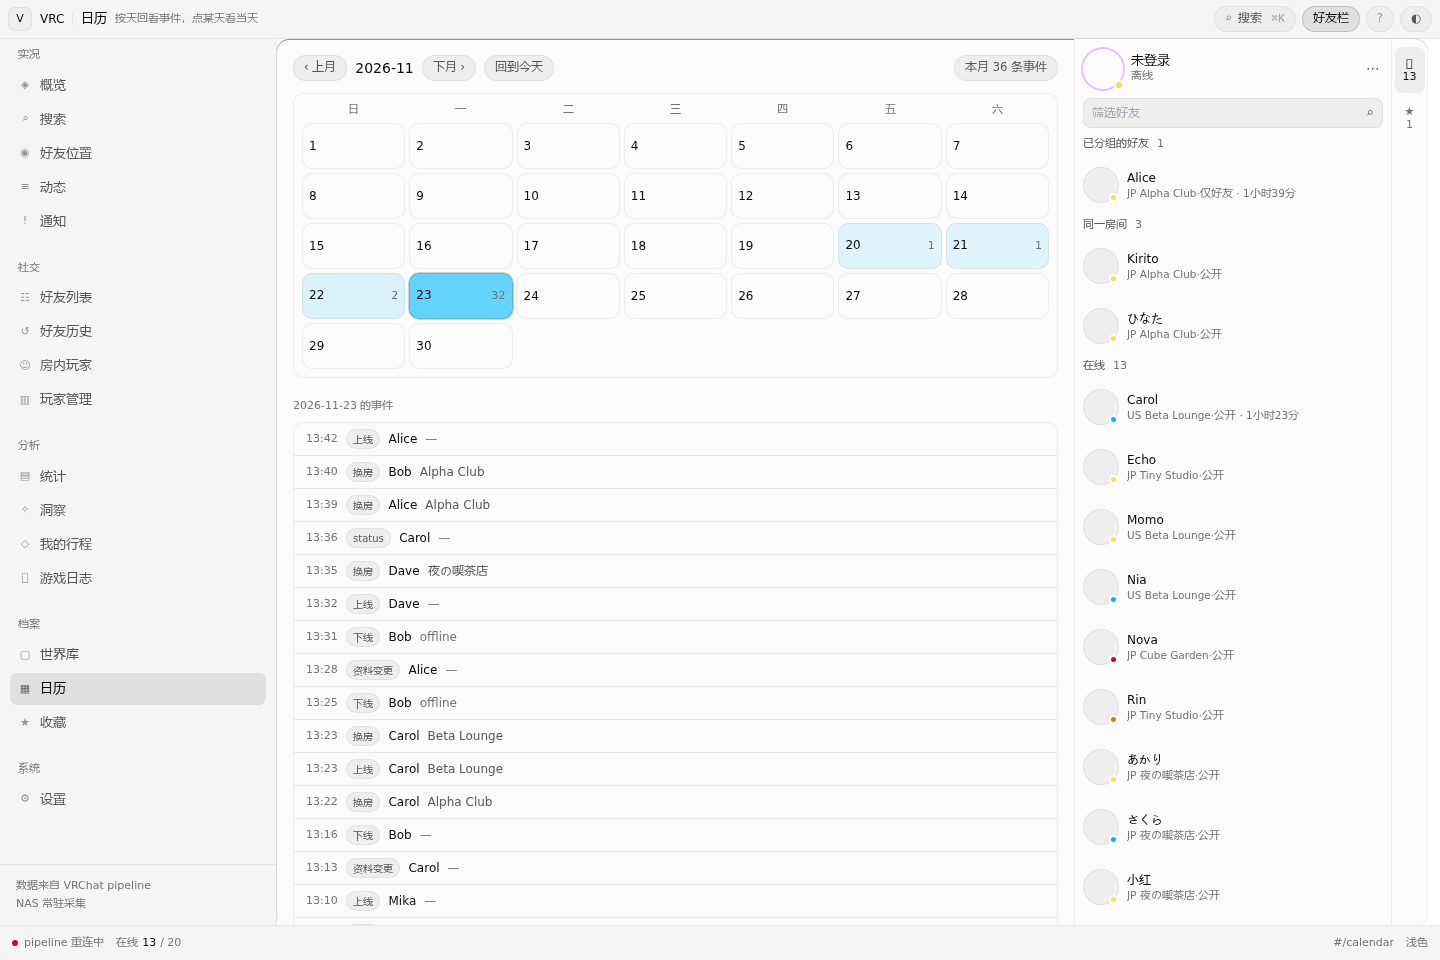 V VRC 日历 按天回看事件，点某天看当天
搜索 ⌘K 好友栏 ?
实况
概览
搜索
好友位置
动态
! 通知
社交
好友列表
好友历史
房内玩家
玩家管理
分析
统计
洞察
我的行程
游戏日志
档案
世界库
日历
收藏
系统
设置
数据来自 VRChat pipeline
NAS 常驻采集
‹ 上月 2026-11 下月 › 回到今天 本月 36 条事件
日 一 二 三 四 五 六
1 2 3 4 5 6 7
8 9 10 11 12 13 14
15 16 17 18 19 20 1 21 1
22 2 23 32 24 25 26 27 28
29 30
2026-11-23 的事件
13:42 上线 Alice —
13:40 换房 Bob Alpha Club
13:39 换房 Alice Alpha Club
13:36 status Carol —
13:35 换房 Dave 夜の喫茶店
13:32 上线 Dave —
13:31 下线 Bob offline
13:28 资料变更 Alice —
13:25 下线 Bob offline
13:23 换房 Carol Beta Lounge
13:23 上线 Carol Beta Lounge
13:22 换房 Carol Alpha Club
13:16 下线 Bob —
13:13 资料变更 Carol —
13:10 上线 Mika —
未登录
离线
…
筛选好友
已分组的好友 1
Alice
JP Alpha Club·仅好友 · 1小时39分
同一房间 3
Kirito
JP Alpha Club·公开
ひなた
JP Alpha Club·公开
在线 13
Carol
US Beta Lounge·公开 · 1小时23分
Echo
JP Tiny Studio·公开
Momo
US Beta Lounge·公开
Nia
US Beta Lounge·公开
Nova
JP Cube Garden·公开
Rin
JP Tiny Studio·公开
あかり
JP 夜の喫茶店·公开
さくら
JP 夜の喫茶店·公开
小红
JP 夜の喫茶店·公开
13
★
1
pipeline 重连中 在线 13 / 20
#/calendar 浅色